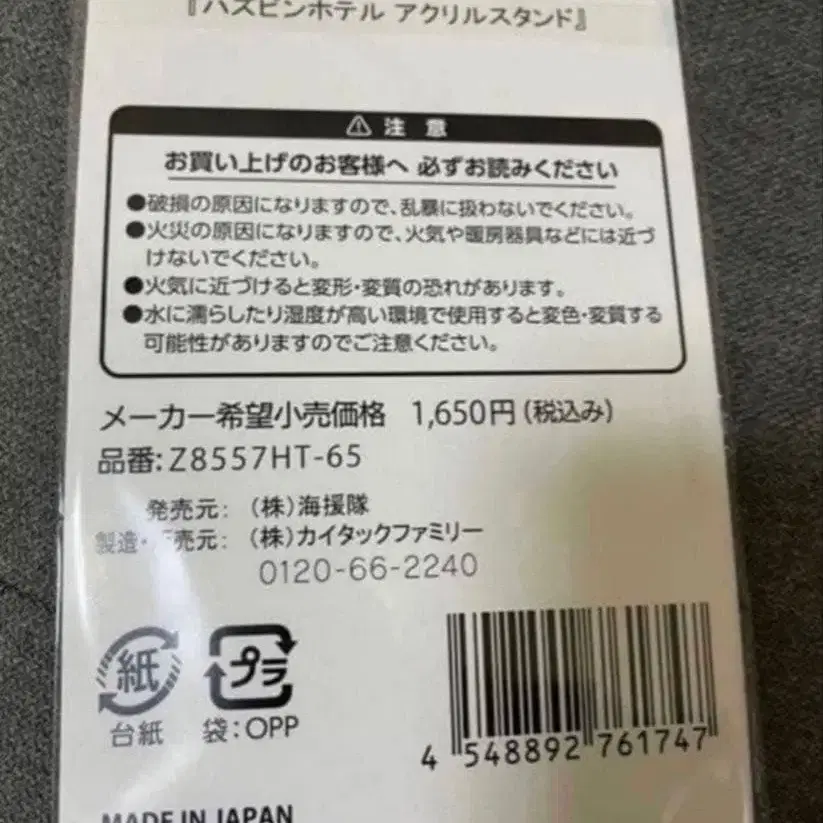 『ハズビンホテル アクリルスタンド』
⚠ 注 意
お買い上げのお客様へ 必ずお読みください
●破損の原因になりますので、乱暴に扱わないでください。
●火災の原因になりますので、火気や暖房器具などには近づ
けないでください。
●火気に近づけると変形・変質の恐れがあります。
●水に濡らしたり湿度が高い環境で使用すると変色・変質する
可能性がありますのでご注意ください。
メーカー希望小売価格 1,650円(税込み)
品番:Z8557HT-65
発売元: (株)海援隊
製造・販売元: (株)カイタックファミリー
0120-66-2240
紙 プラ
台紙 袋:OPP
4 548892 761747
MADE IN JAPAN